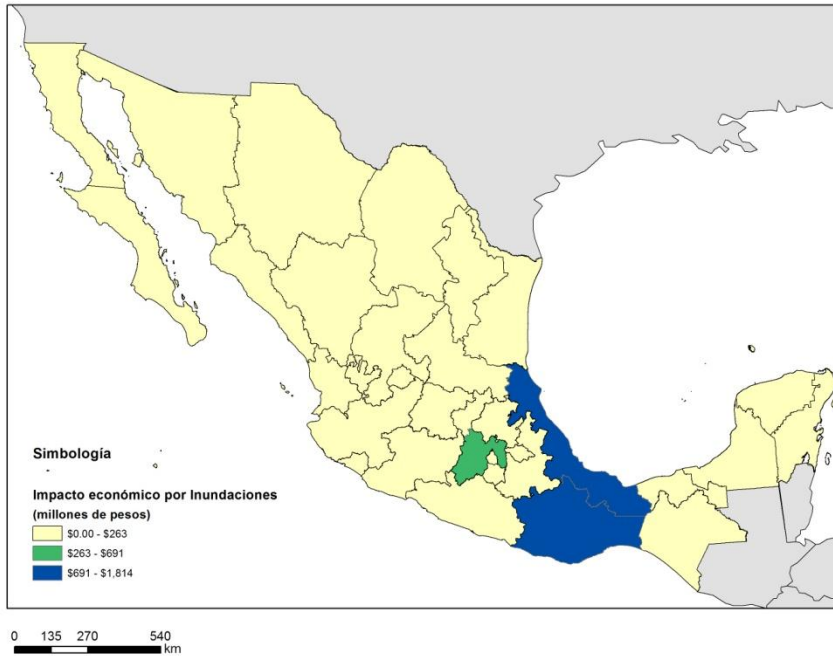 Simbología
Impacto económico por Inundaciones
(millones de pesos)
$0.00 - $263
$263 - $691
$691 - $1,814
0 135 270 540
km